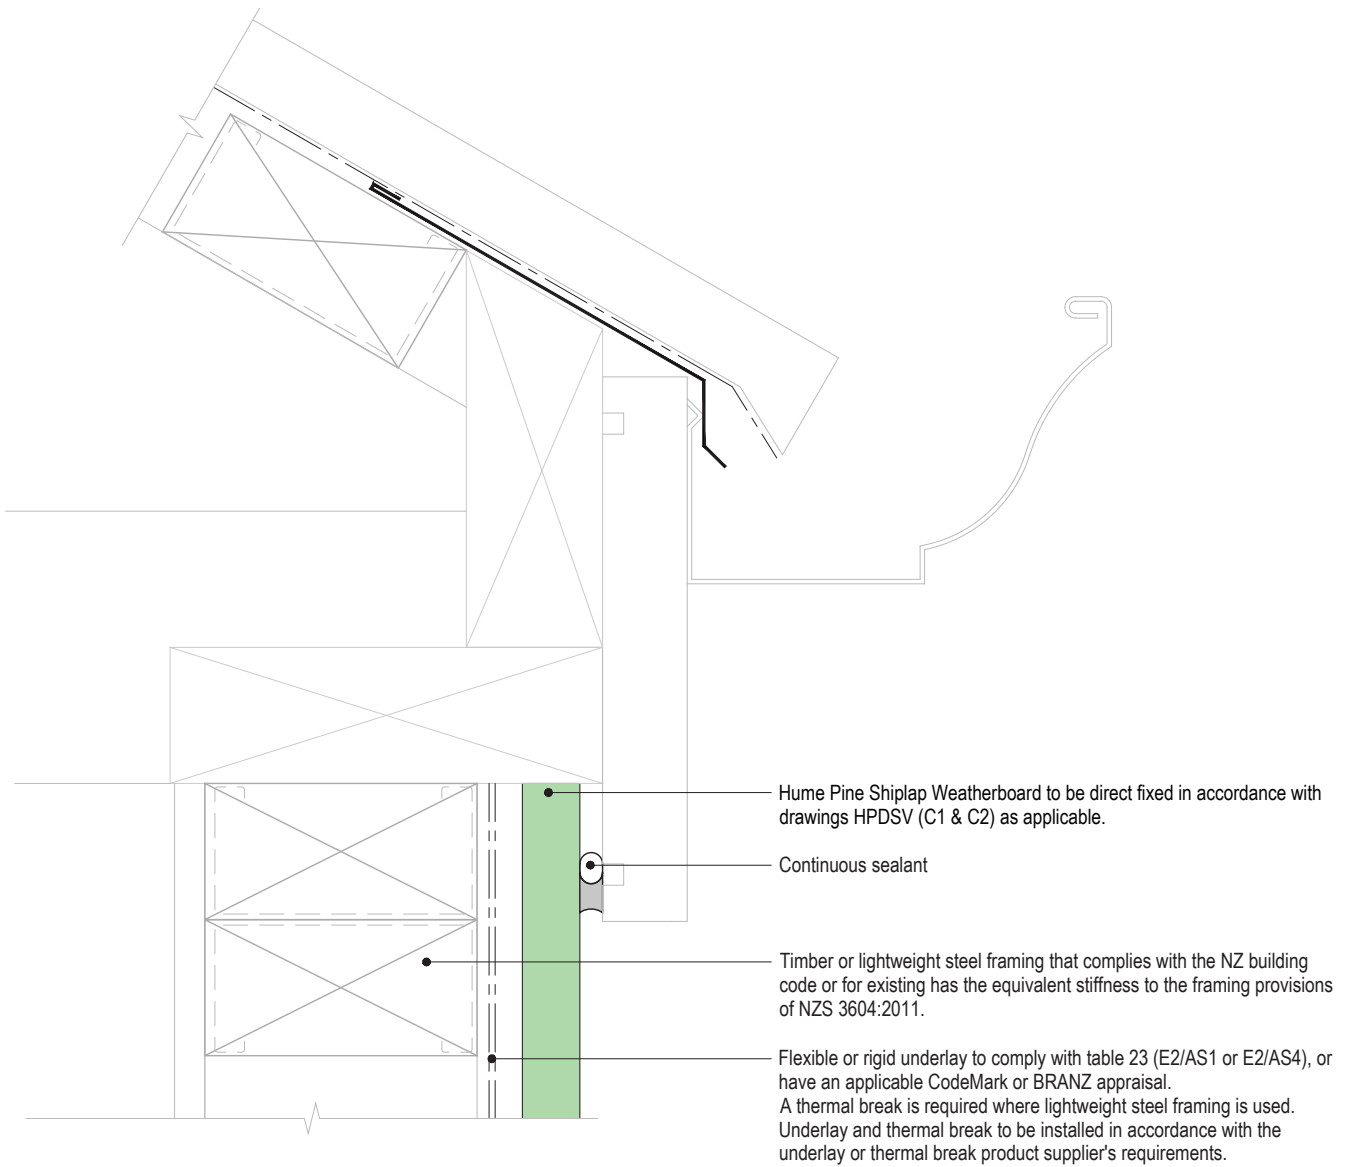 Hume Pine Shiplap Weatherboard to be direct fixed in accordance with
drawings HPDSV (C1 & C2) as applicable.
Continuous sealant
Timber or lightweight steel framing that complies with the NZ building
code or for existing has the equivalent stiffness to the framing provisions
of NZS 3604:2011.
Flexible or rigid underlay to comply with table 23 (E2/AS1 or E2/AS4), or
have an applicable CodeMark or BRANZ appraisal.
A thermal break is required where lightweight steel framing is used.
Underlay and thermal break to be installed in accordance with the
underlay or thermal break product supplier's requirements.